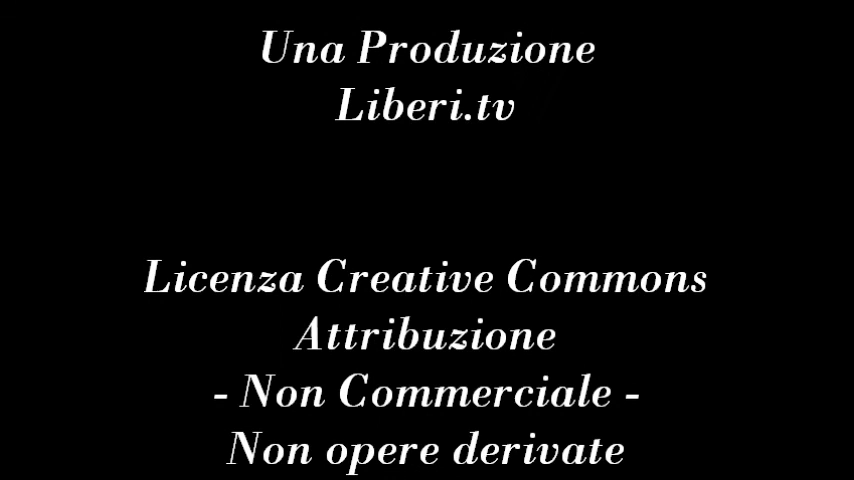 Una Produzione
Liberi.tv
Licenza Creative Commons
Attribuzione
- Non Commerciale -
Non opere derivate